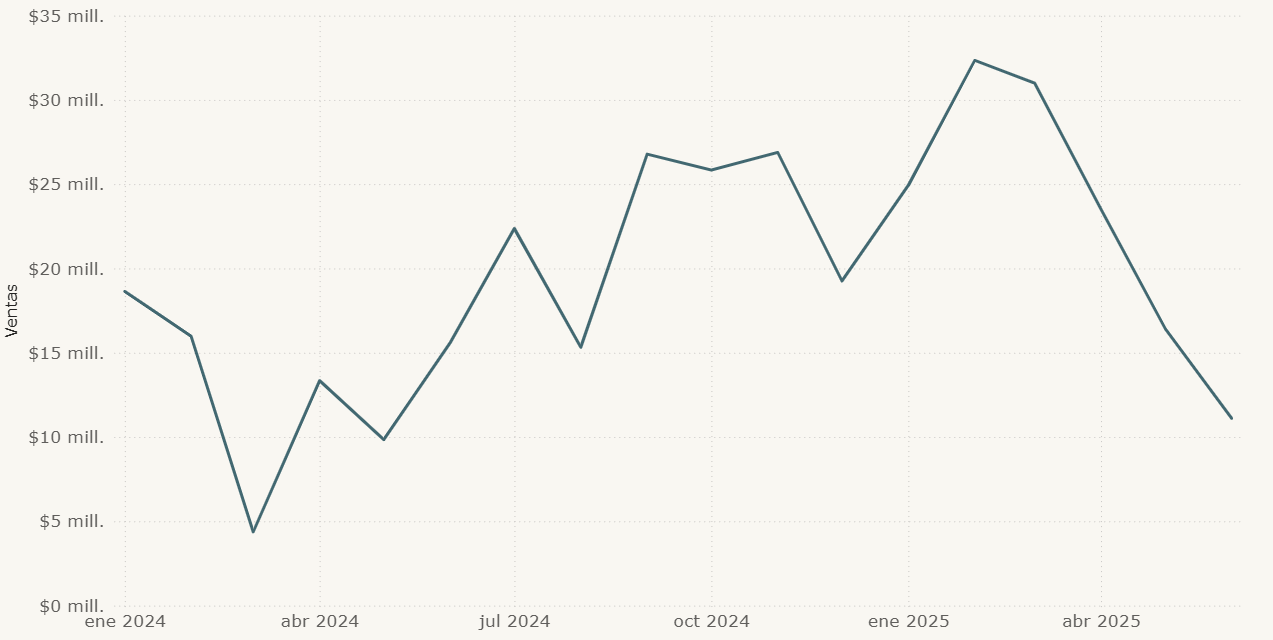 $35 mill.
$30 mill.
$25 mill.
$20 mill.
$15 mill.
$10 mill.
$5 mill.
$0 mill.
Ventas
ene 2024
abr 2024
jul 2024
oct 2024
ene 2025
abr 2025